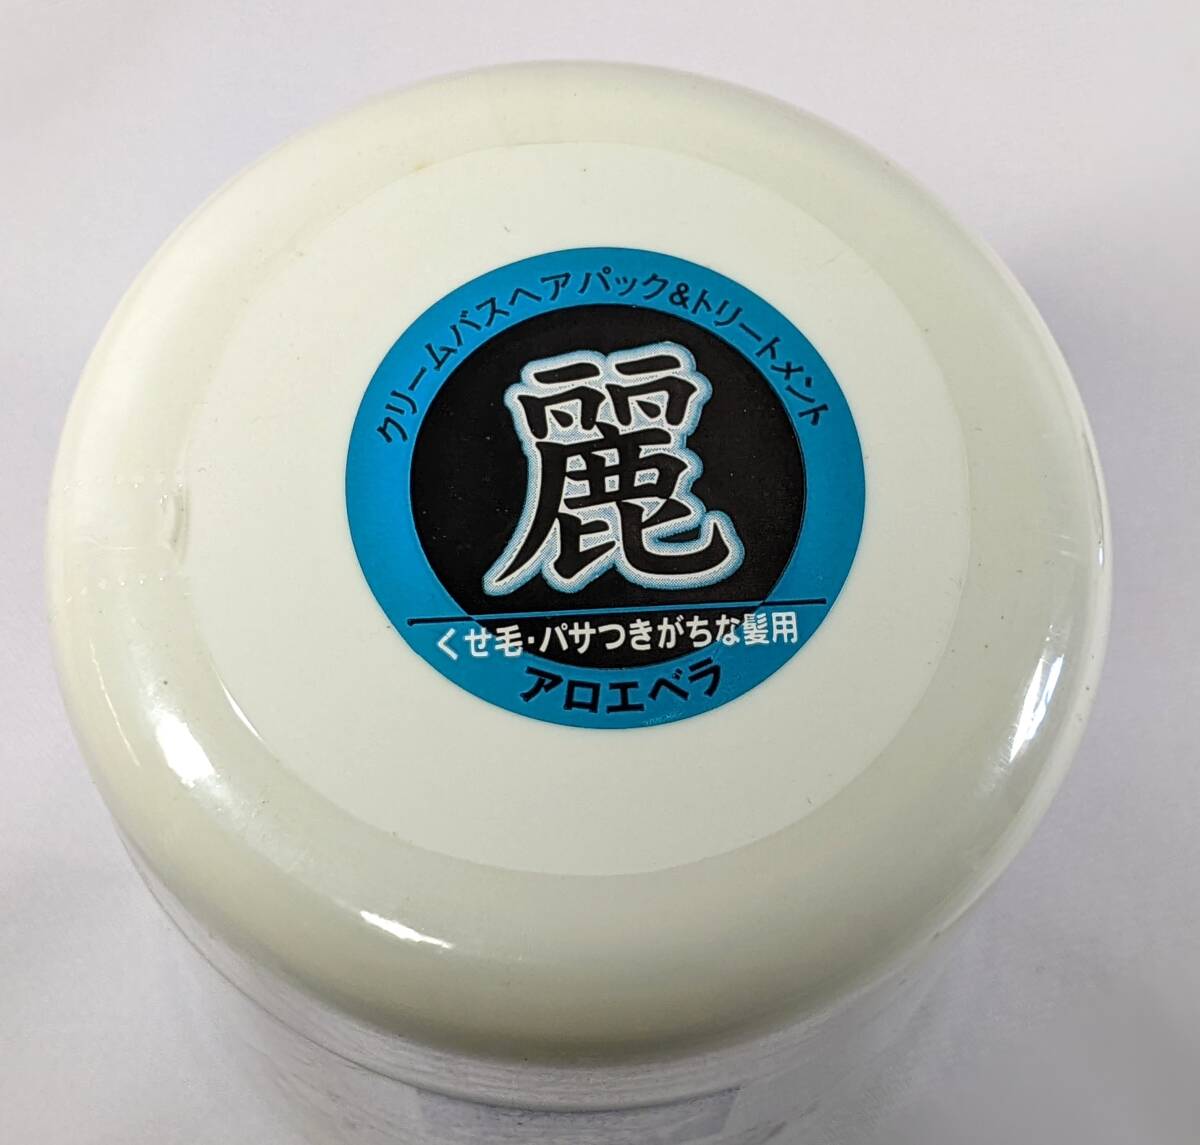 クリームバスヘアパック&トリートメント
麗
くせ毛・パサつきがちな髪用
アロエベラ